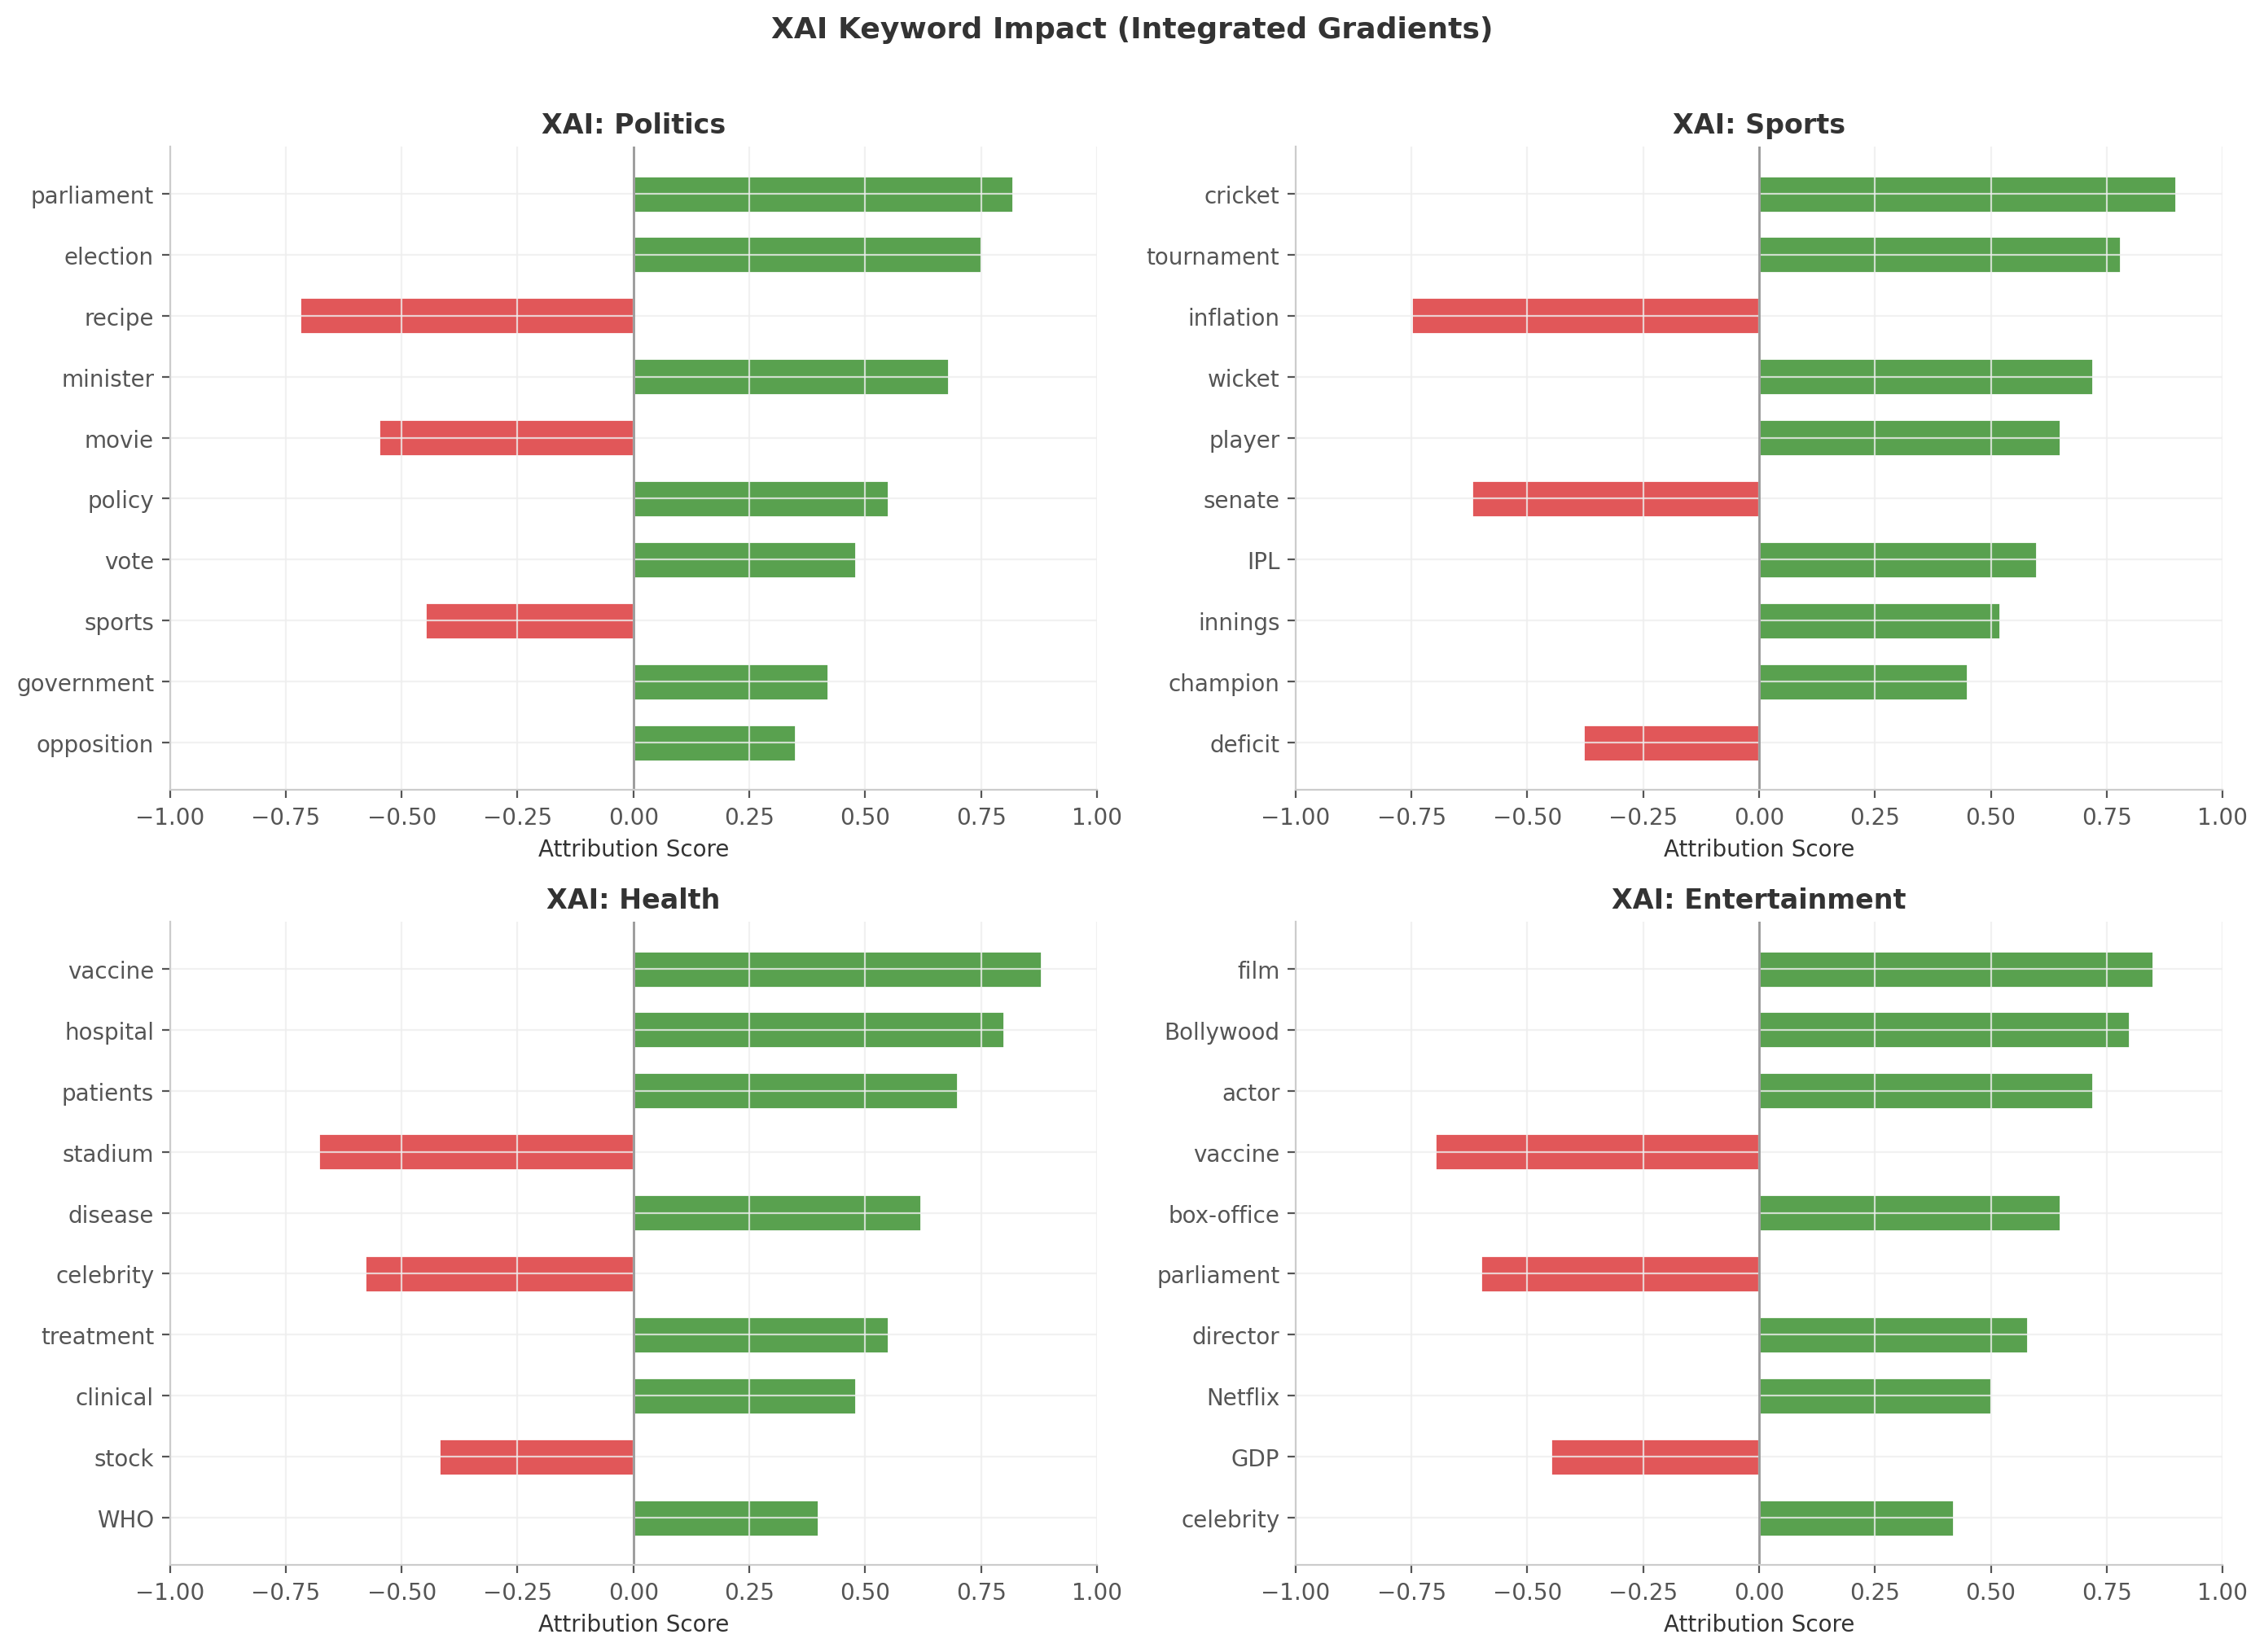 XAI Keyword Impact (Integrated Gradients)
XAI: Politics
parliament
election
recipe
minister
movie
policy
vote
sports
government
opposition
−1.00 −0.75 −0.50 −0.25 0.00 0.25 0.50 0.75 1.00
Attribution Score
XAI: Sports
cricket
tournament
inflation
wicket
player
senate
IPL
innings
champion
deficit
−1.00 −0.75 −0.50 −0.25 0.00 0.25 0.50 0.75 1.00
Attribution Score
XAI: Health
vaccine
hospital
patients
stadium
disease
celebrity
treatment
clinical
stock
WHO
−1.00 −0.75 −0.50 −0.25 0.00 0.25 0.50 0.75 1.00
Attribution Score
XAI: Entertainment
film
Bollywood
actor
vaccine
box-office
parliament
director
Netflix
GDP
celebrity
−1.00 −0.75 −0.50 −0.25 0.00 0.25 0.50 0.75 1.00
Attribution Score